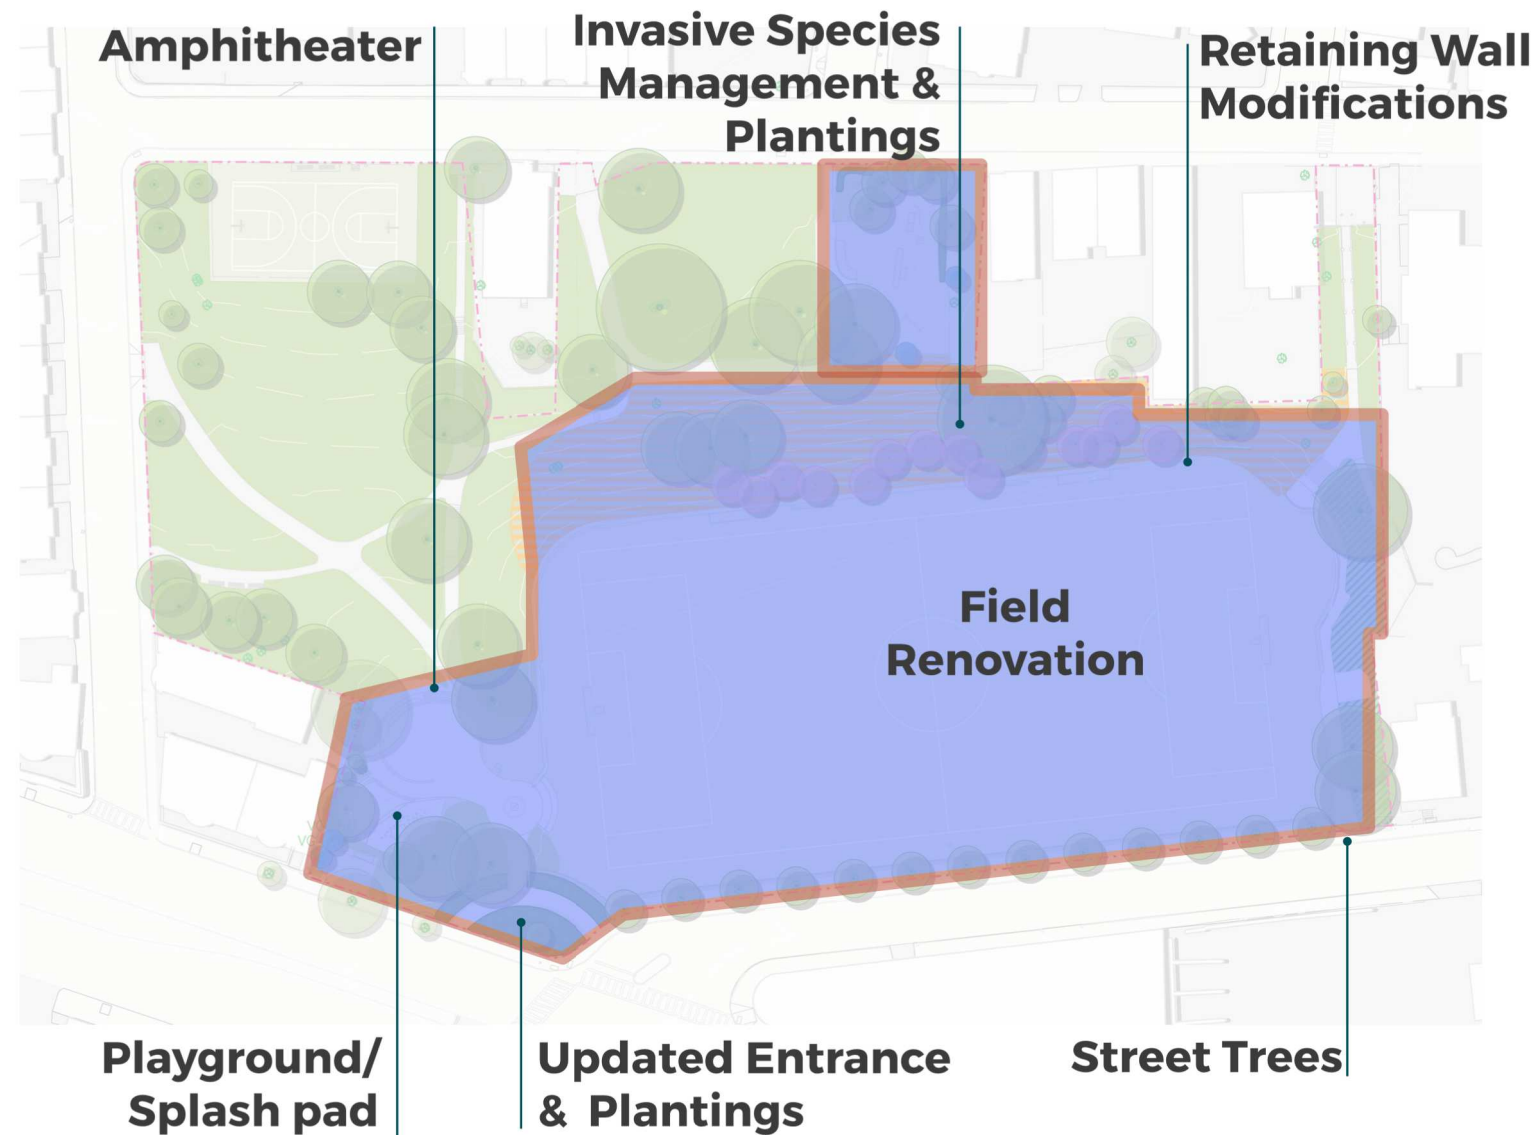 Amphitheater
Invasive Species
Management &
Plantings
Retaining Wall
Modifications
Field
Renovation
Playground/
Splash pad
Updated Entrance
& Plantings
Street Trees